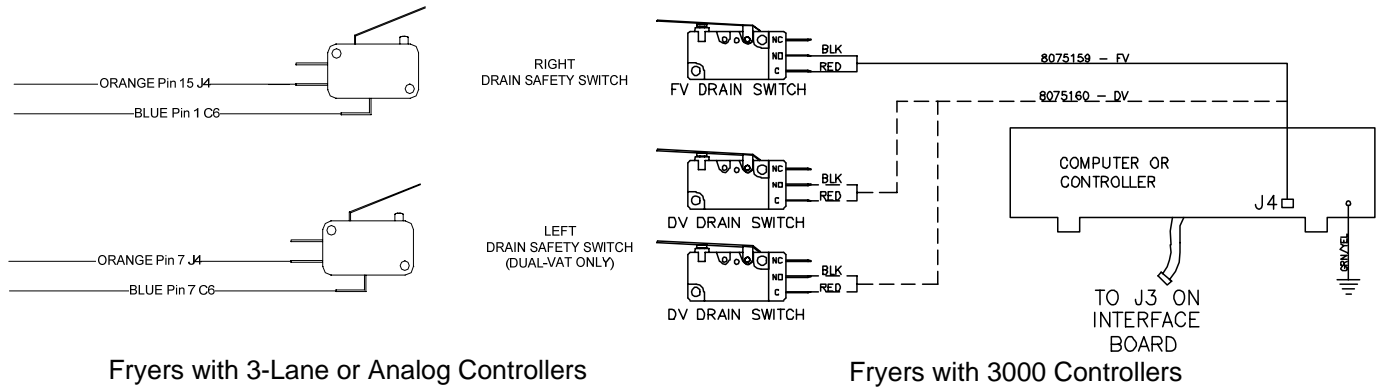 ORANGE Pin 15 J4
BLUE Pin 1 C6
RIGHT
DRAIN SAFETY SWITCH
ORANGE Pin 7 J4
BLUE Pin 7 C6
LEFT
DRAIN SAFETY SWITCH
(DUAL-VAT ONLY)
Fryers with 3-Lane or Analog Controllers
NC
NO
C
BLK
RED
FV DRAIN SWITCH
8075159 - FV
8075160 - DV
NC
NO
C
BLK
RED
DV DRAIN SWITCH
NC
NO
C
BLK
RED
DV DRAIN SWITCH
COMPUTER OR
CONTROLLER
J4
GRN/YEL
TO J3 ON
INTERFACE
BOARD
Fryers with 3000 Controllers